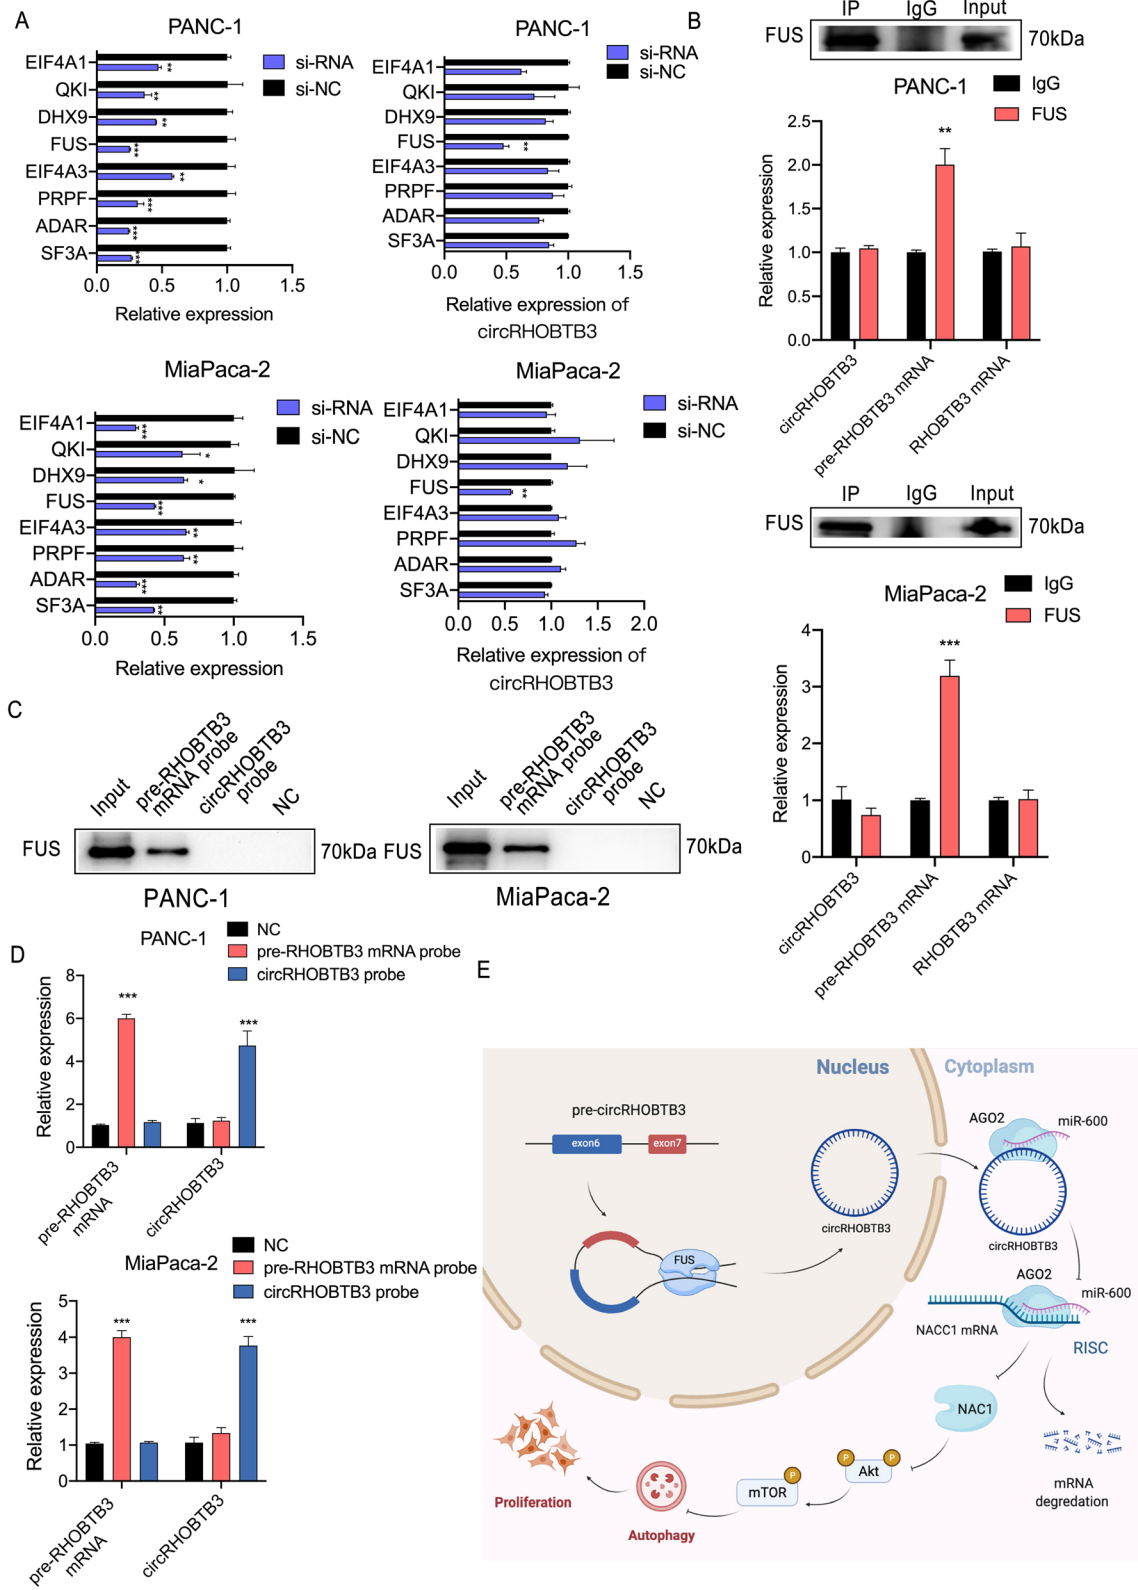 A
PANC-1
EIF4A1
QKI
DHX9
FUS
EIF4A3
PRPF
ADAR
SF3A
si-RNA
si-NC
**
**
**
***
**
***
***
***
0.0 0.5 1.0 1.5
Relative expression
PANC-1
EIF4A1
QKI
DHX9
FUS
EIF4A3
PRPF
ADAR
SF3A
si-RNA
si-NC
**
0.0 0.5 1.0 1.5
Relative expression of
circRHOBTB3
MiaPaca-2
EIF4A1
QKI
DHX9
FUS
EIF4A3
PRPF
ADAR
SF3A
si-RNA
si-NC
***
*
*
***
**
**
***
**
0.0 0.5 1.0 1.5
Relative expression
MiaPaca-2
EIF4A1
QKI
DHX9
FUS
EIF4A3
PRPF
ADAR
SF3A
si-RNA
si-NC
**
0.0 0.5 1.0 1.5 2.0
Relative expression of
circRHOBTB3
B
IP IgG Input
FUS 70kDa
PANC-1
IgG
FUS
Relative expression
2.5
2.0
1.5
1.0
0.5
0.0
**
circRHOBTB3
pre-RHOBTB3 mRNA
RHOBTB3 mRNA
IP IgG Input
FUS 70kDa
MiaPaca-2
IgG
FUS
Relative expression
4
3
2
1
0
***
circRHOBTB3
pre-RHOBTB3 mRNA
RHOBTB3 mRNA
C
Input
pre-RHOBTB3
mRNA probe
circRHOBTB3
probe
NC
FUS 70kDa
PANC-1
Input
pre-RHOBTB3
mRNA probe
circRHOBTB3
probe
NC
FUS 70kDa
MiaPaca-2
D
PANC-1
NC
pre-RHOBTB3 mRNA probe
circRHOBTB3 probe
Relative expression
8
6
4
2
0
***
***
pre-RHOBTB3
mRNA
circRHOBTB3
MiaPaca-2
NC
pre-RHOBTB3 mRNA probe
circRHOBTB3 probe
Relative expression
5
4
3
2
1
0
***
***
pre-RHOBTB3
mRNA
circRHOBTB3
E
Nucleus
Cytoplasm
pre-circRHOBTB3
exon6
exon7
FUS
circRHOBTB3
AGO2
miR-600
circRHOBTB3
AGO2
miR-600
NACC1 mRNA
RISC
NAC1
mRNA
degredation
P
P
Akt
P
mTOR
Autophagy
Proliferation